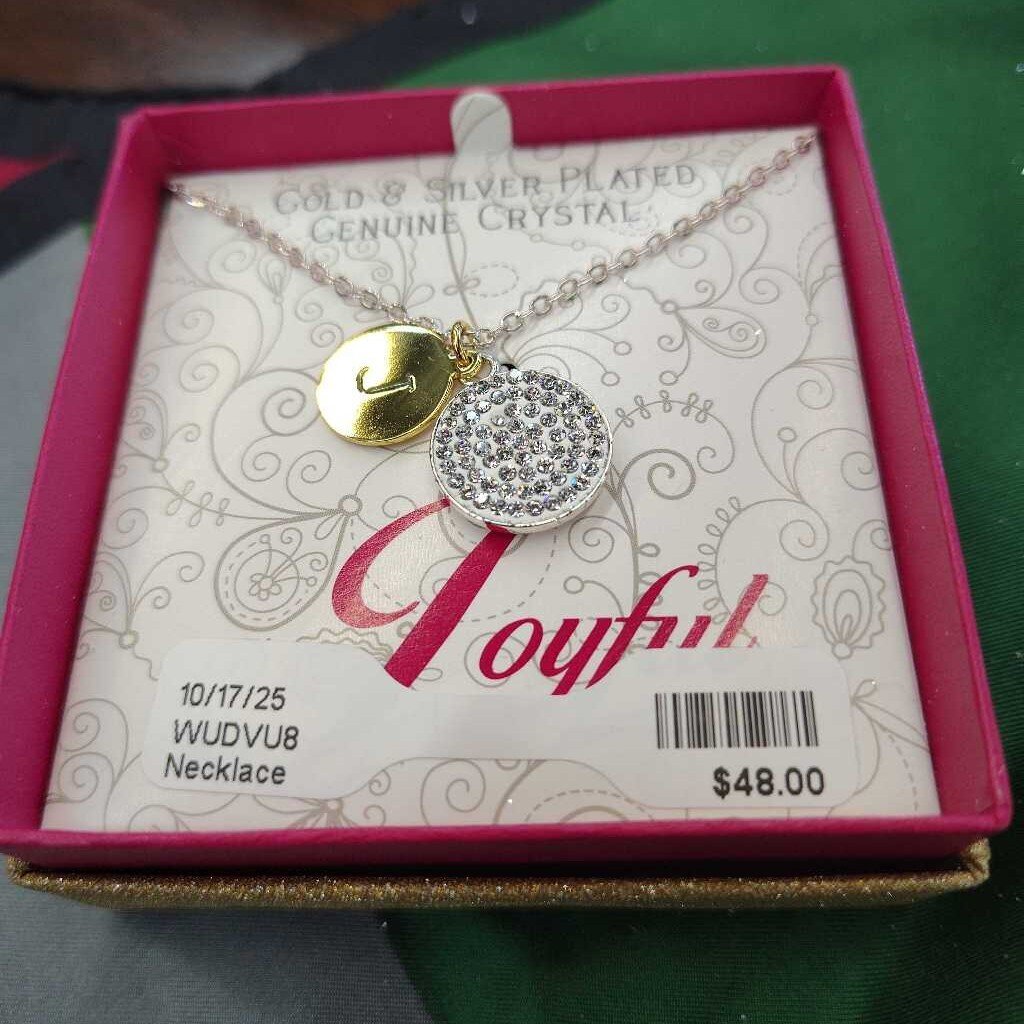 GOLD & SILVER PLATED
GENUINE CRYSTAL
J
Joyful
10/17/25
WUDVU8
Necklace
$48.00